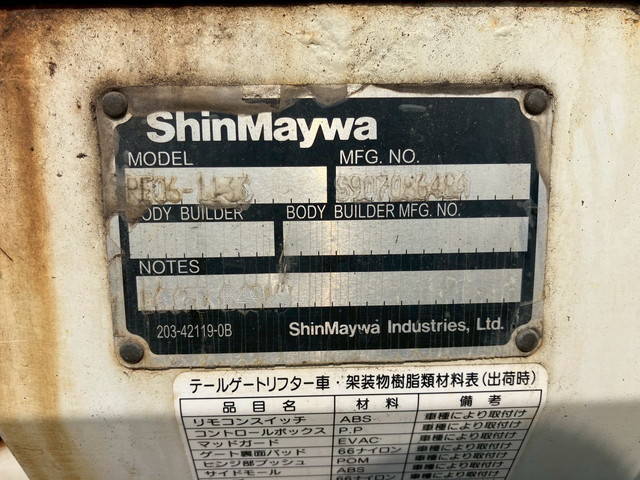 ShinMaywa
MODEL MFG. NO.
BODY BUILDER BODY BUILDER MFG. NO.
NOTES
203-42119-0B ShinMaywa Industries, Ltd.
テールゲートリフター車・架装物樹脂類材料表(出荷時)
品目名 材料 備考
リモコンスイッチ ABS 車種により取付け
コントロールボックス P.P 車種により取付け
マッドガード EVAC 車種により取付け
ゲート裏面パッド 66ナイロン 車種により取付け
ヒンジ部ブッシュ POM 車種により取付け
サイドモール ABS 車種により取付け
66ナイロン